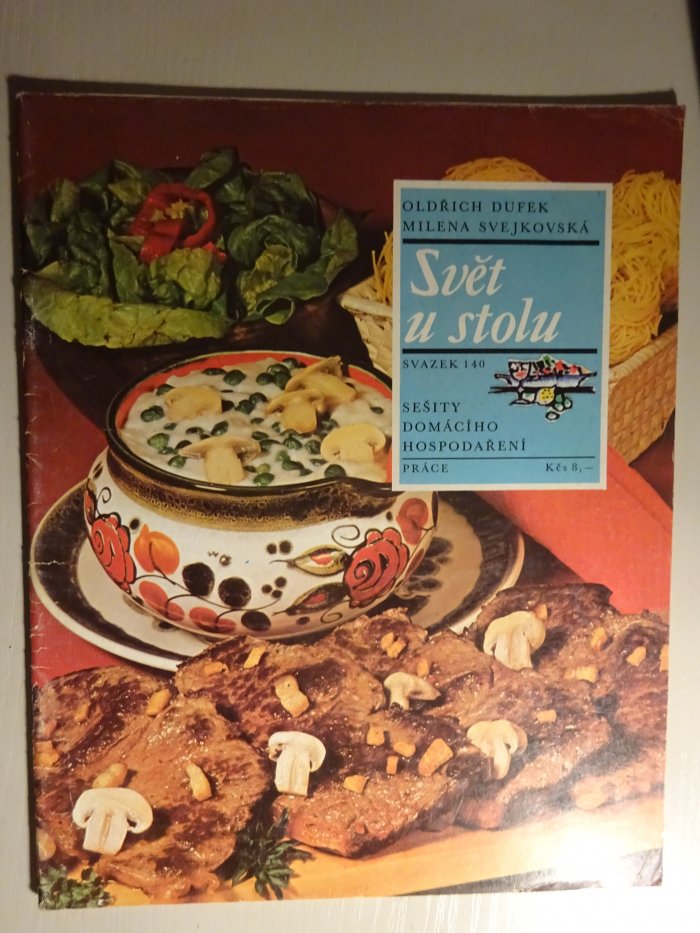 OLDŘICH DUFEK
MILENA SVEJKOVSKÁ
Svět
u stolu
SVAZEK 140
SEŠITY
DOMÁCÍHO
HOSPODAŘENÍ
PRÁCE Kčs 8,—